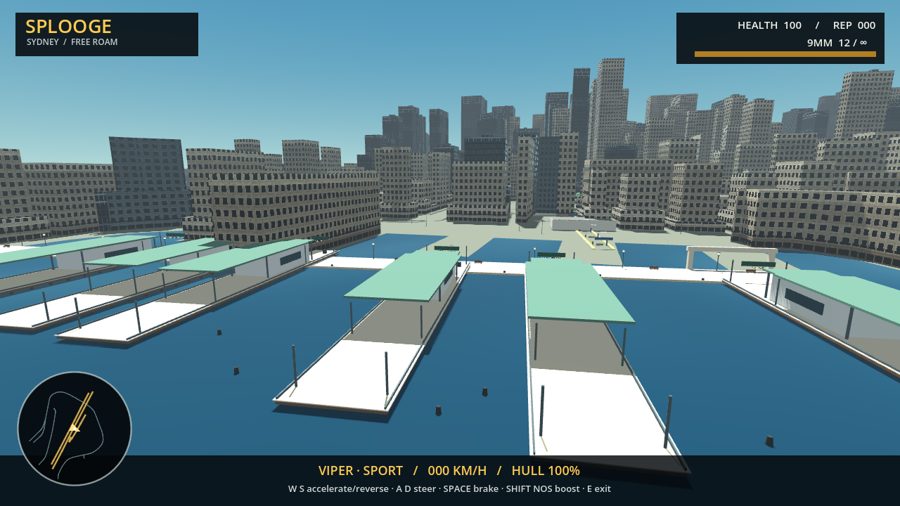 SPLOOGE
SYDNEY / FREE ROAM
HEALTH 100 / REP 000
9MM 12 / ∞
VIPER · SPORT / 000 KM/H / HULL 100%
W S accelerate/reverse · A D steer · SPACE brake · SHIFT NOS boost · E exit